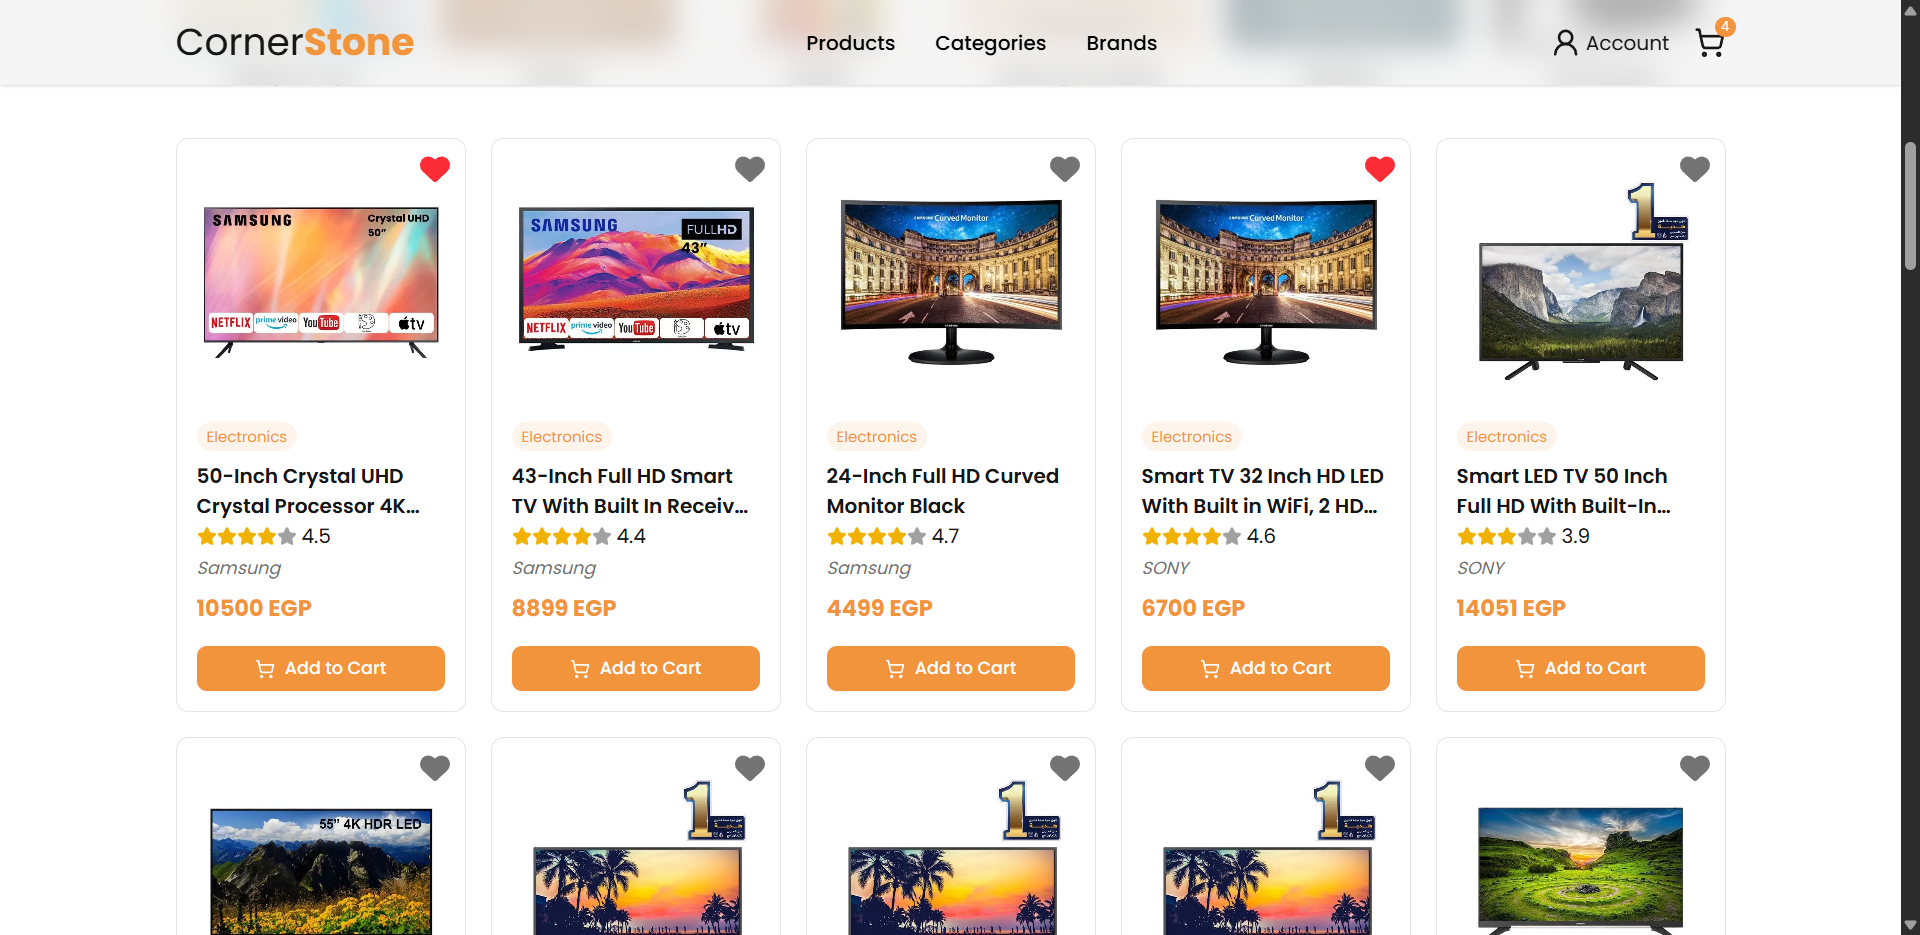 CornerStone
Products
Categories
Brands
Account
4
SAMSUNG
Crystal UHD
50"
NETFLIX
prime video
YouTube
tv
Electronics
50-Inch Crystal UHD
Crystal Processor 4K...
4.5
Samsung
10500 EGP
Add to Cart
SAMSUNG
FULL HD
43"
NETFLIX
prime video
YouTube
tv
Electronics
43-Inch Full HD Smart
TV With Built In Receiv...
4.4
Samsung
8899 EGP
Add to Cart
SAMSUNG Curved Monitor
Electronics
24-Inch Full HD Curved
Monitor Black
4.7
Samsung
4499 EGP
Add to Cart
SAMSUNG Curved Monitor
Electronics
Smart TV 32 Inch HD LED
With Built in WiFi, 2 HD...
4.6
SONY
6700 EGP
Add to Cart
1
Electronics
Smart LED TV 50 Inch
Full HD With Built-In...
3.9
SONY
14051 EGP
Add to Cart
55" 4K HDR LED
1
1
1